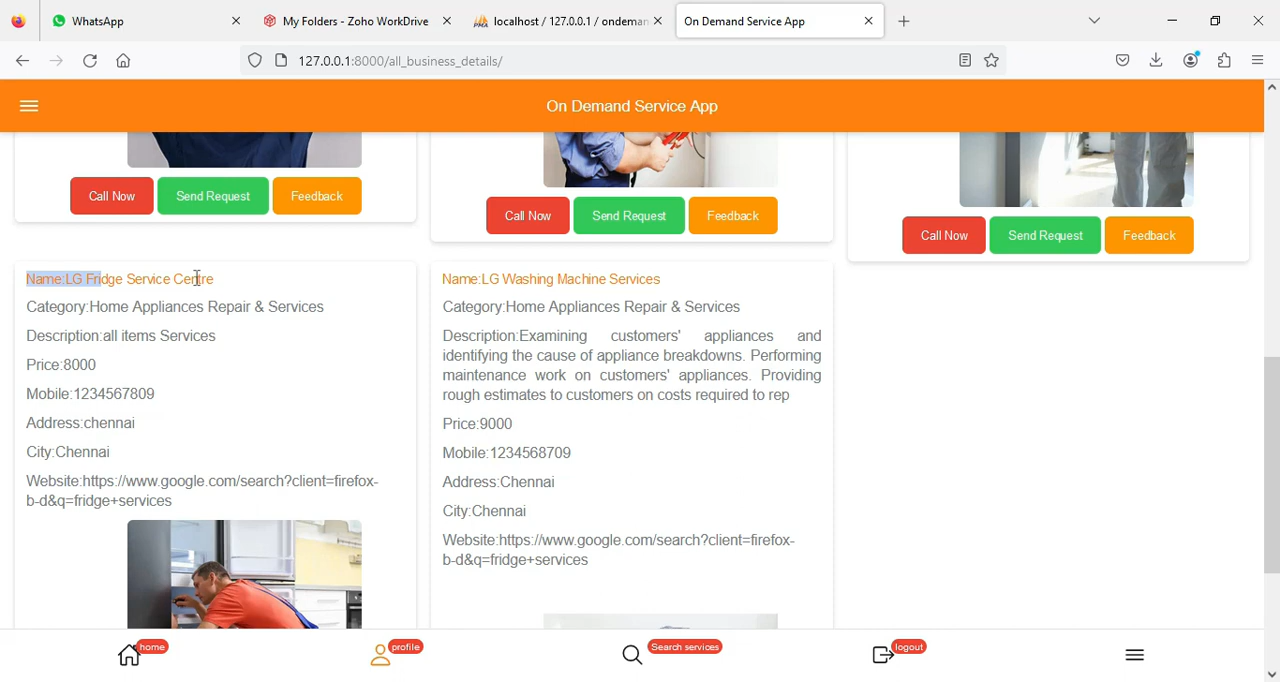 WhatsApp
My Folders - Zoho WorkDrive
localhost / 127.0.0.1 / ondeman
On Demand Service App
127.0.0.1:8000/all_business_details/
On Demand Service App
Call Now
Send Request
Feedback
Call Now
Send Request
Feedback
Call Now
Send Request
Feedback
Name:LG Fridge Service Centre
Category:Home Appliances Repair & Services
Description:all items Services
Price:8000
Mobile:1234567809
Address:chennai
City:Chennai
Website:https://www.google.com/search?client=firefox-
b-d&q=fridge+services
Name:LG Washing Machine Services
Category:Home Appliances Repair & Services
Description:Examining customers' appliances and
identifying the cause of appliance breakdowns. Performing
maintenance work on customers' appliances. Providing
rough estimates to customers on costs required to rep
Price:9000
Mobile:1234568709
Address:Chennai
City:Chennai
Website:https://www.google.com/search?client=firefox-
b-d&q=fridge+services
home
profile
Search services
logout